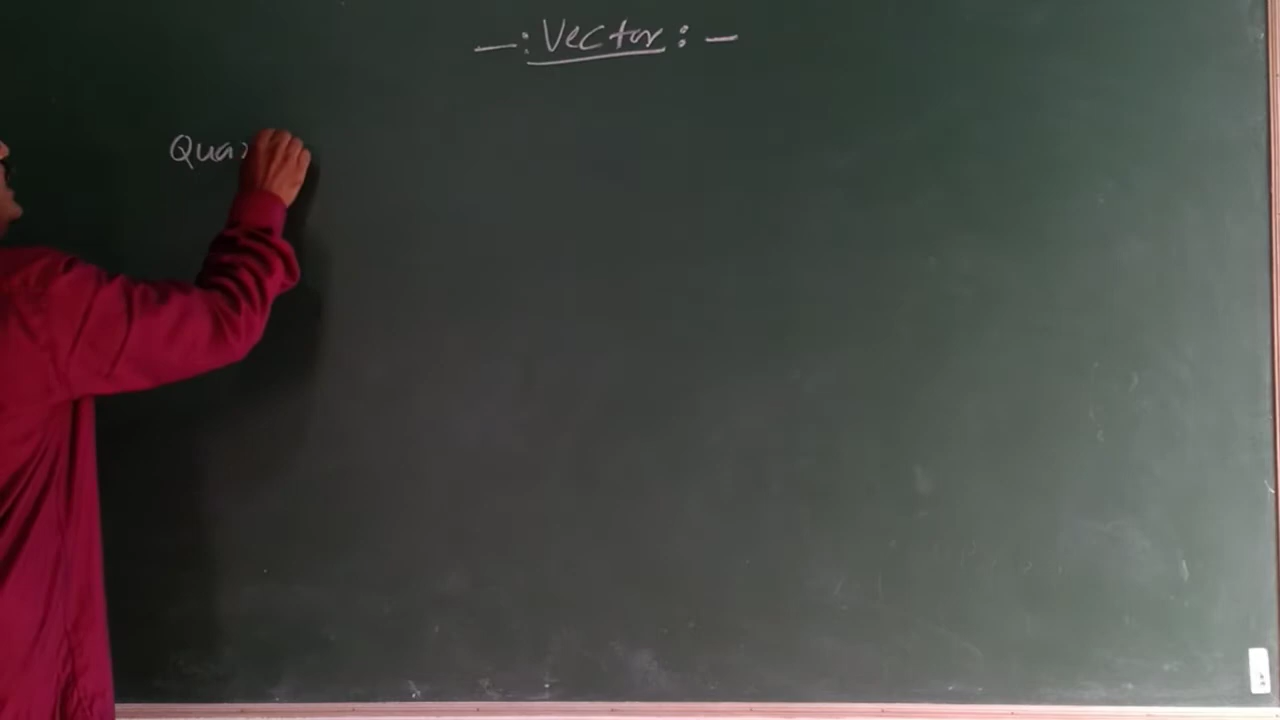 —: Vector : —
Qua